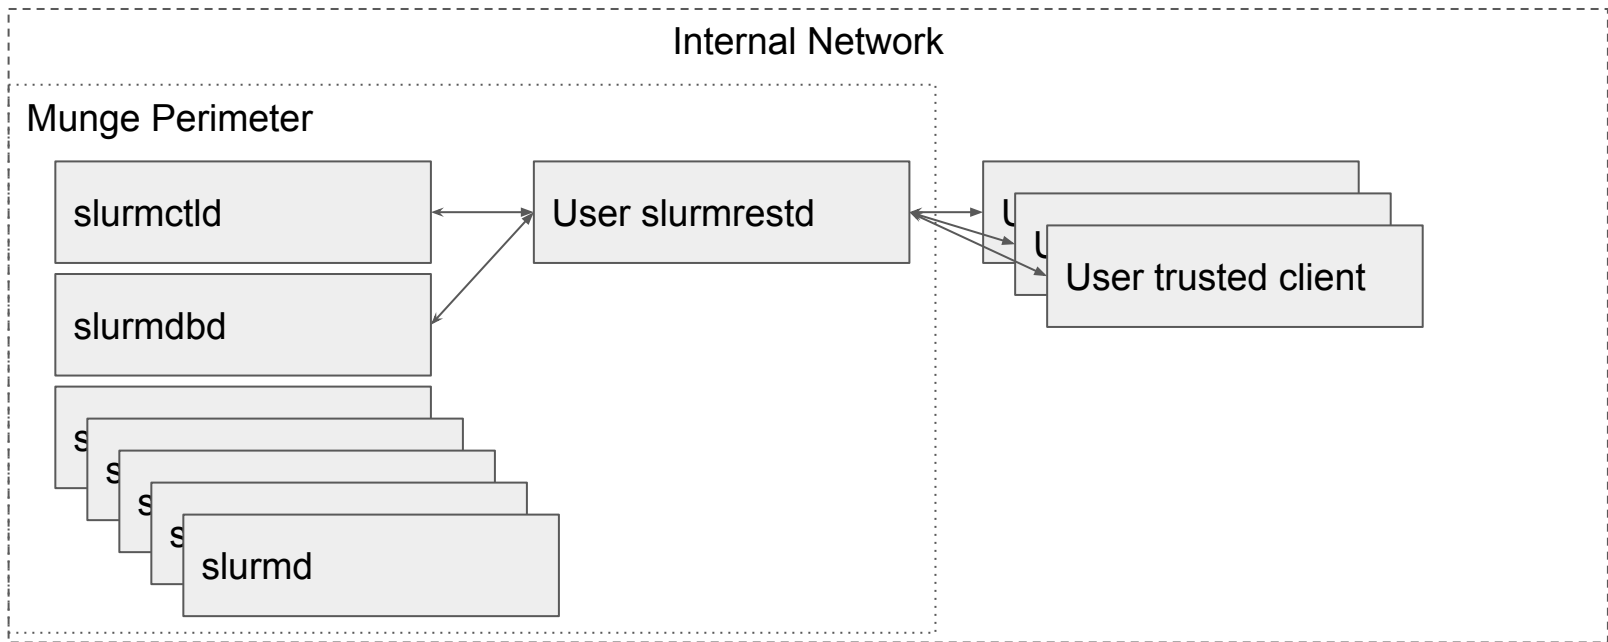 Internal Network
Munge Perimeter
slurmctld
User slurmrestd
User trusted client
slurmdbd
slurmd